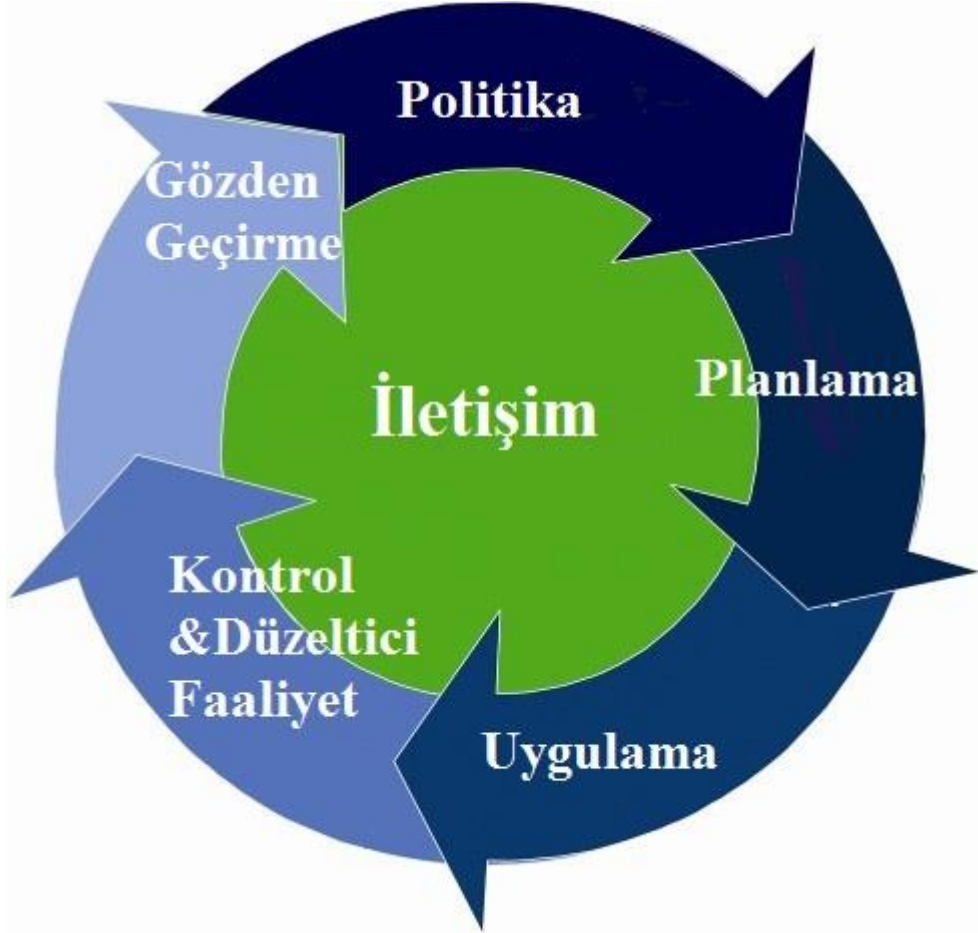 Politika
Gözden
Geçirme
Planlama
İletişim
Kontrol
&Düzeltici
Faaliyet
Uygulama